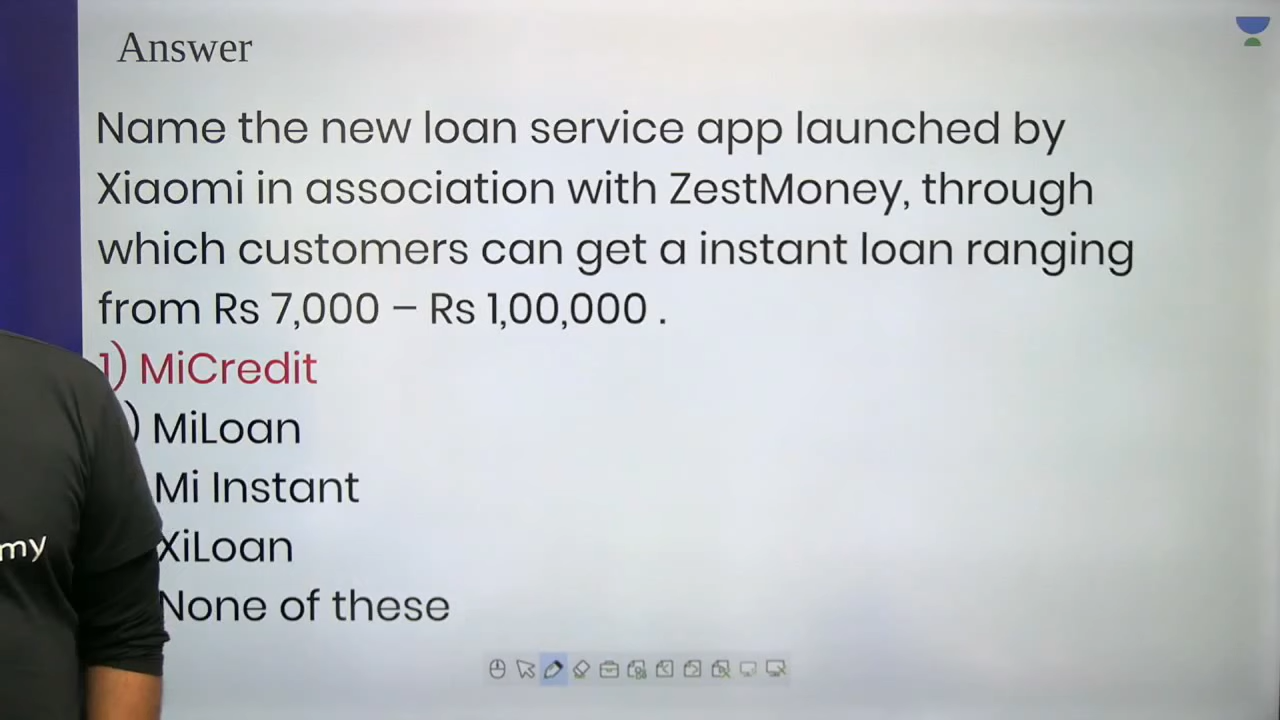 Answer
Name the new loan service app launched by
Xiaomi in association with ZestMoney, through
which customers can get a instant loan ranging
from Rs 7,000 – Rs 1,00,000 .
1) MiCredit
) MiLoan
Mi Instant
XiLoan
None of these
my